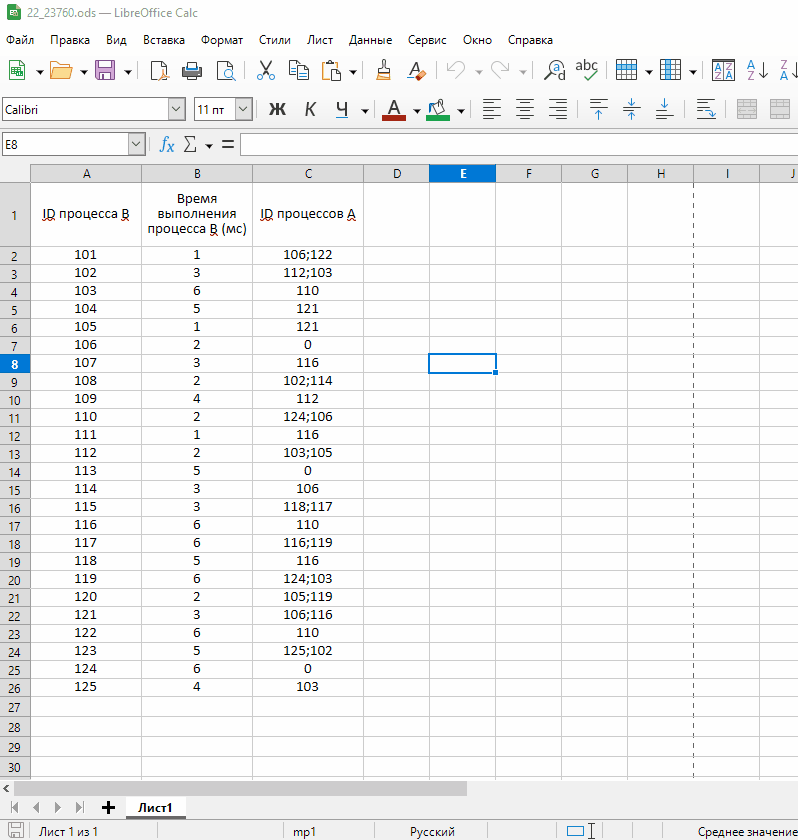 22_23760.ods — LibreOffice Calc
Файл Правка Вид Вставка Формат Стили Лист Данные Сервис Окно Справка
Calibri 11 пт Ж К Ч А
E8 fx Σ =
A B C D E F G H I J
1 ID процесса B Время выполнения процесса B (мс) ID процессов A
2 101 1 106;122
3 102 3 112;103
4 103 6 110
5 104 5 121
6 105 1 121
7 106 2 0
8 107 3 116
9 108 2 102;114
10 109 4 112
11 110 2 124;106
12 111 1 116
13 112 2 103;105
14 113 5 0
15 114 3 106
16 115 3 118;117
17 116 6 110
18 117 6 116;119
19 118 5 116
20 119 6 124;103
21 120 2 105;119
22 121 3 106;116
23 122 6 110
24 123 5 125;102
25 124 6 0
26 125 4 103
27
28
29
30
Лист1
Лист 1 из 1 mp1 Русский Среднее значение